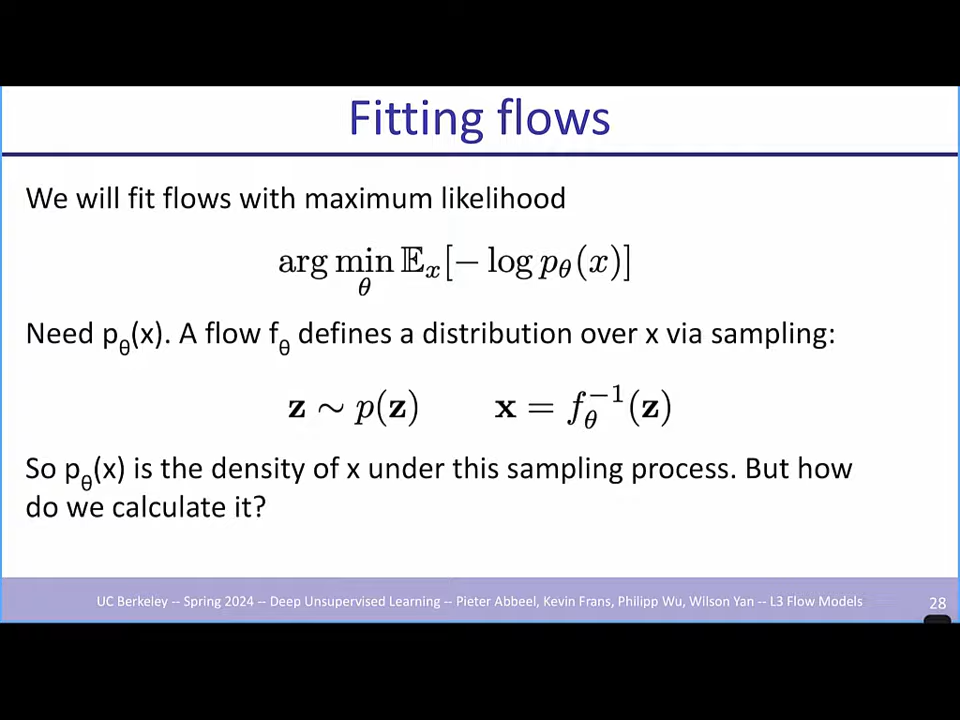 Fitting flows
We will fit flows with maximum likelihood
arg min_θ 𝔼_x[− log p_θ(x)]
Need p_θ(x). A flow f_θ defines a distribution over x via sampling:
z ∼ p(z)   x = f_θ^{−1}(z)
So p_θ(x) is the density of x under this sampling process. But how
do we calculate it?
UC Berkeley -- Spring 2024 -- Deep Unsupervised Learning -- Pieter Abbeel, Kevin Frans, Philipp Wu, Wilson Yan -- L3 Flow Models
28